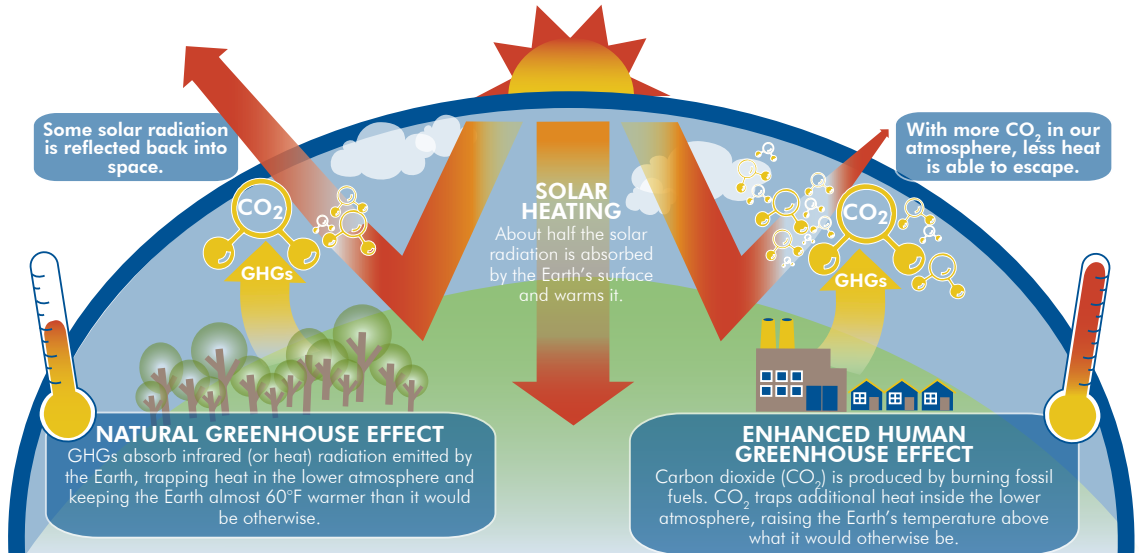 Some solar radiation
is reflected back into
space.
With more CO₂ in our
atmosphere, less heat
is able to escape.
SOLAR
HEATING
About half the solar
radiation is absorbed
by the Earth's surface
and warms it.
CO₂
GHGs
CO₂
GHGs
NATURAL GREENHOUSE EFFECT
GHGs absorb infrared (or heat) radiation emitted by
the Earth, trapping heat in the lower atmosphere and
keeping the Earth almost 60°F warmer than it would
be otherwise.
ENHANCED HUMAN
GREENHOUSE EFFECT
Carbon dioxide (CO₂) is produced by burning fossil
fuels. CO₂ traps additional heat inside the lower
atmosphere, raising the Earth's temperature above
what it would otherwise be.